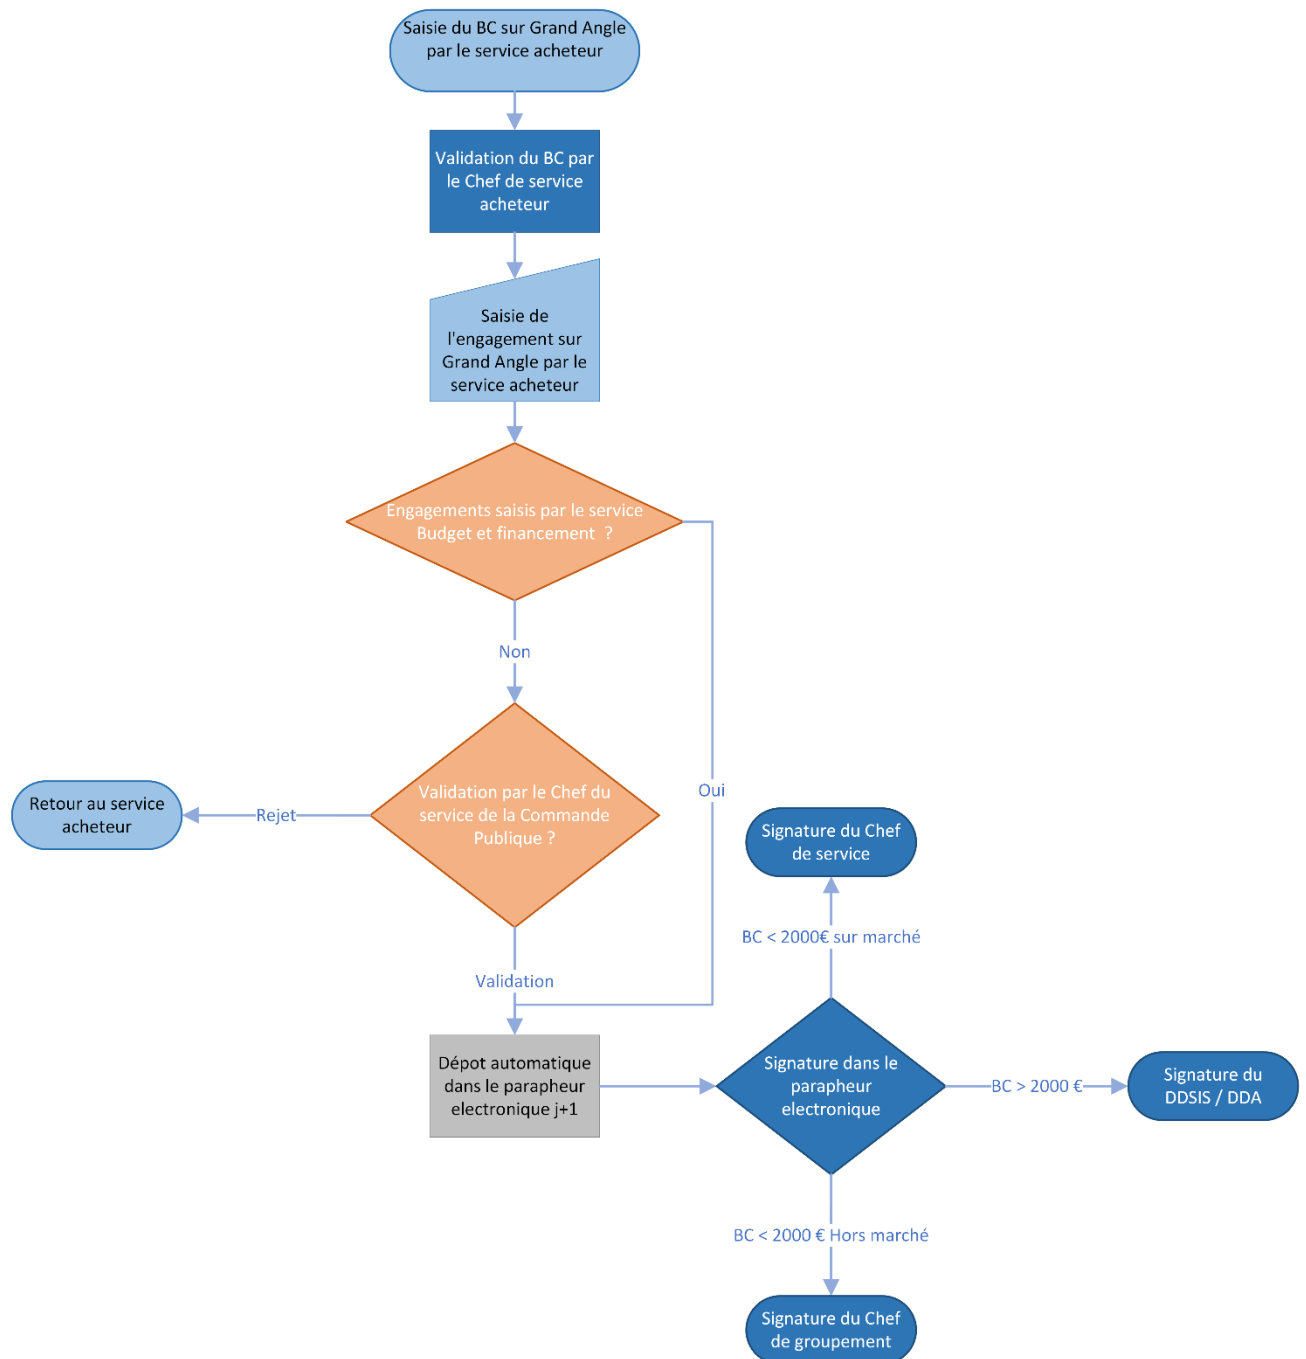 Saisie du BC sur Grand Angle
par le service acheteur
Validation du BC par
le Chef de service
acheteur
Saisie de
l'engagement sur
Grand Angle par le
service acheteur
Engagements saisis par le service
Budget et financement  ?
Non
Oui
Validation par le Chef du
service de la Commande
Publique ?
Rejet
Retour au service
acheteur
Validation
Dépot automatique
dans le parapheur
electronique j+1
Signature dans le
parapheur
electronique
BC < 2000€ sur marché
Signature du Chef
de service
BC > 2000 €
Signature du
DDSIS / DDA
BC < 2000 € Hors marché
Signature du Chef
de groupement